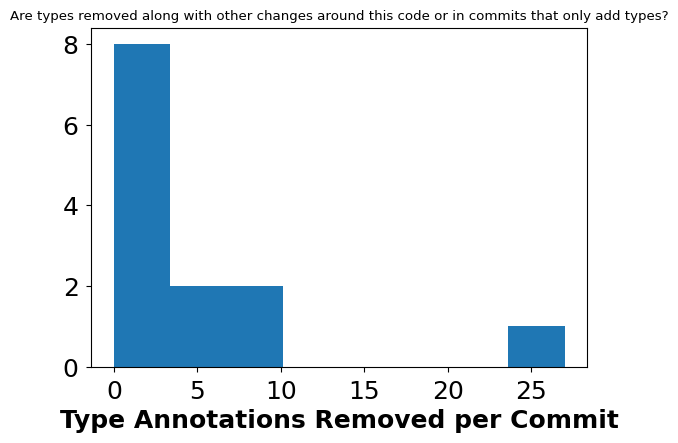 Are types removed along with other changes around this code or in commits that only add types?
8
6
4
2
0
0 5 10 15 20 25
Type Annotations Removed per Commit